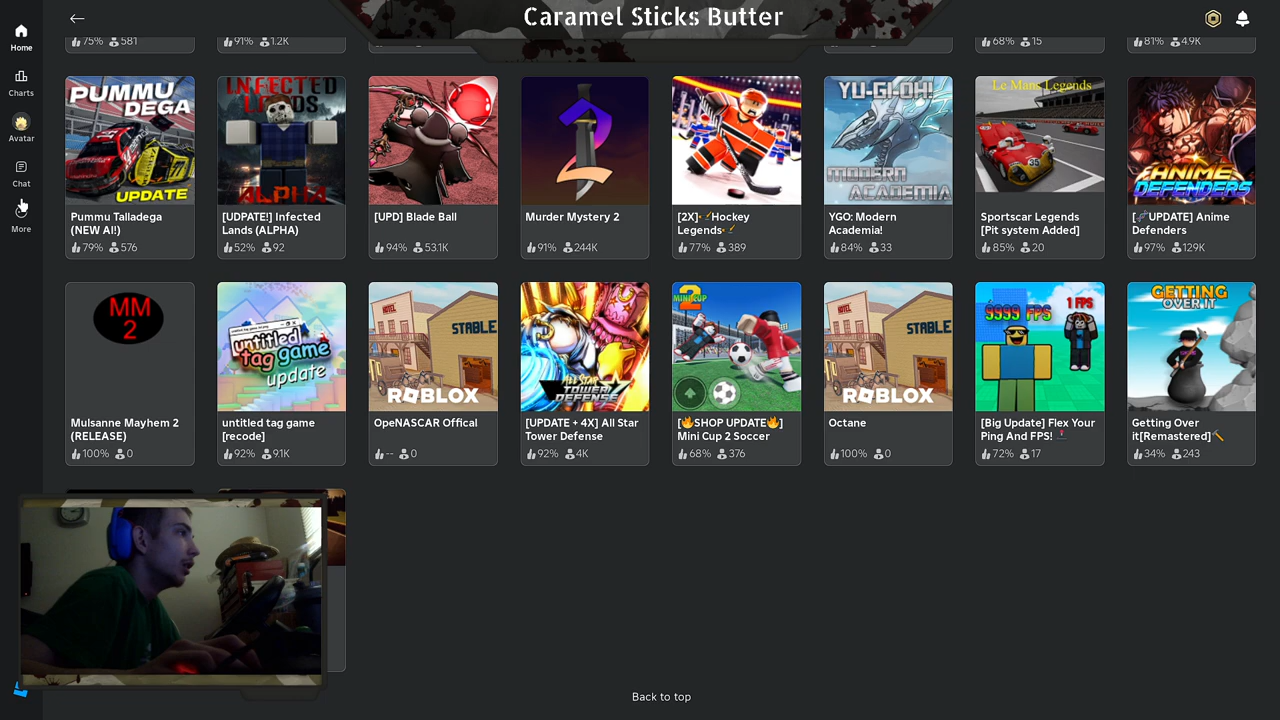 Caramel Sticks Butter
Home
Charts
Avatar
Chat
More
75% 581
91% 1.2K
68% 15
81% 4.9K
PUMMU
DEGA
UPDATE
Pummu Talladega
(NEW AI!)
79% 576
INFECTED
LANDS
ALPHA
[UDPATE!] Infected
Lands (ALPHA)
52% 92
[UPD] Blade Ball
94% 53.1K
2
Murder Mystery 2
91% 244K
[2X]🏒Hockey
Legends🏒
77% 389
YU-GI-OH!
MODERN
ACADEMIA
YGO: Modern
Academia!
84% 33
Le Mans Legends
35
Sportscar Legends
[Pit system Added]
85% 20
ANIME
DEFENDERS
[UPDATE] Anime
Defenders
97% 129K
MM
2
Mulsanne Mayhem 2
(RELEASE)
100% 0
untitled
tag game
update
untitled tag game
[recode]
92% 9.1K
HOTEL
STABLE
ROBLOX
OpeNASCAR Offical
-- 0
ALL STAR
TOWER
DEFENSE
[UPDATE + 4X] All Star
Tower Defense
92% 4K
2
MINI CUP
[🔥SHOP UPDATE🔥]
Mini Cup 2 Soccer
68% 376
HOTEL
STABLE
ROBLOX
Octane
100% 0
9999 FPS
1 FPS
[Big Update] Flex Your
Ping And FPS!
72% 17
GETTING
OVER IT
Getting Over
it[Remastered]🔨
34% 243
Back to top